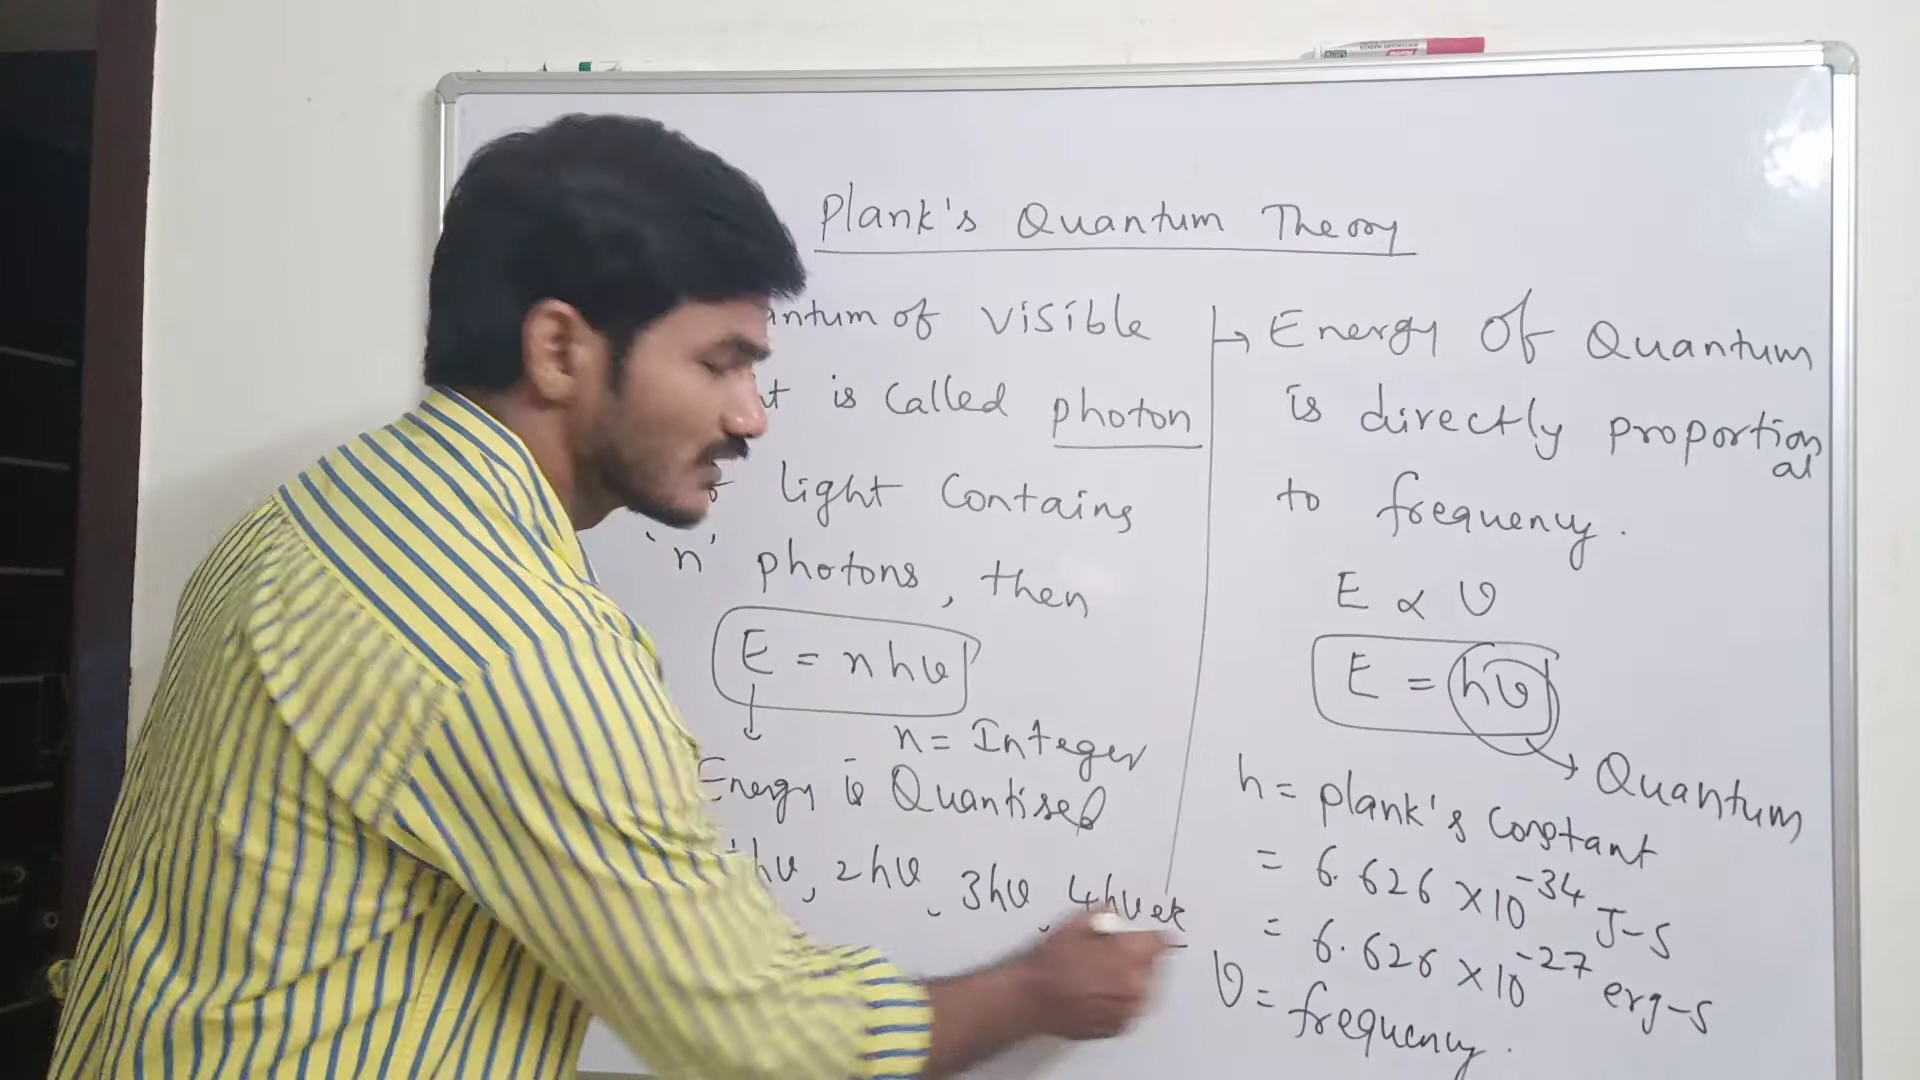 Plank's Quantum Theory
of visible
is called photon
light contains
'n' photons, then
E = nhυ
n = Integer
Energy is Quantised
hυ, 2hυ, 3hυ, 4hυ etc
↳ Energy of Quantum
is directly proportional
to frequency.
E ∝ υ
E = hυ
→ Quantum
h = plank's constant
= 6.626 × 10⁻³⁴ J-s
= 6.626 × 10⁻²⁷ erg-s
υ = frequency.